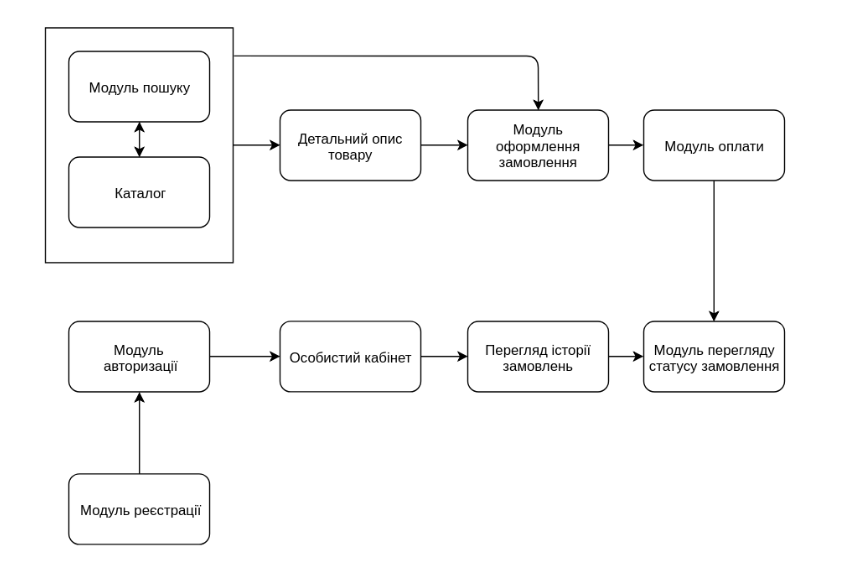 Модуль пошуку
Каталог
Детальний опис
товару
Модуль
оформлення
замовлення
Модуль оплати
Модуль
авторизації
Особистий кабінет
Перегляд історії
замовлень
Модуль перегляду
статусу замовлення
Модуль реєстрації